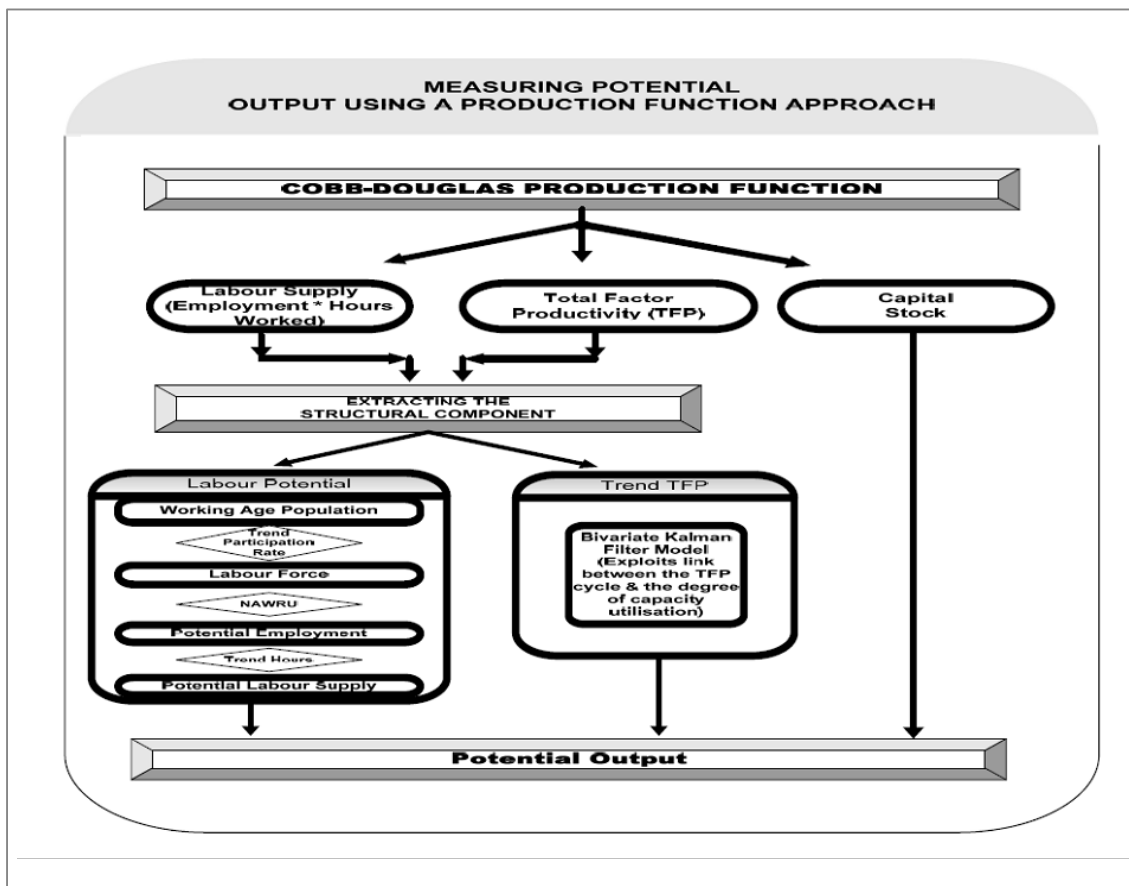 MEASURING POTENTIAL
OUTPUT USING A PRODUCTION FUNCTION APPROACH
COBB-DOUGLAS PRODUCTION FUNCTION
Labour Supply
(Employment * Hours
Worked)
Total Factor
Productivity (TFP)
Capital
Stock
EXTRACTING THE
STRUCTURAL COMPONENT
Labour Potential
Working Age Population
Trend
Participation
Rate
Labour Force
NAWRU
Potential Employment
Trend Hours
Potential Labour Supply
Trend TFP
Bivariate Kalman
Filter Model
(Exploits link
between the TFP
cycle & the degree
of capacity
utilisation)
Potential Output